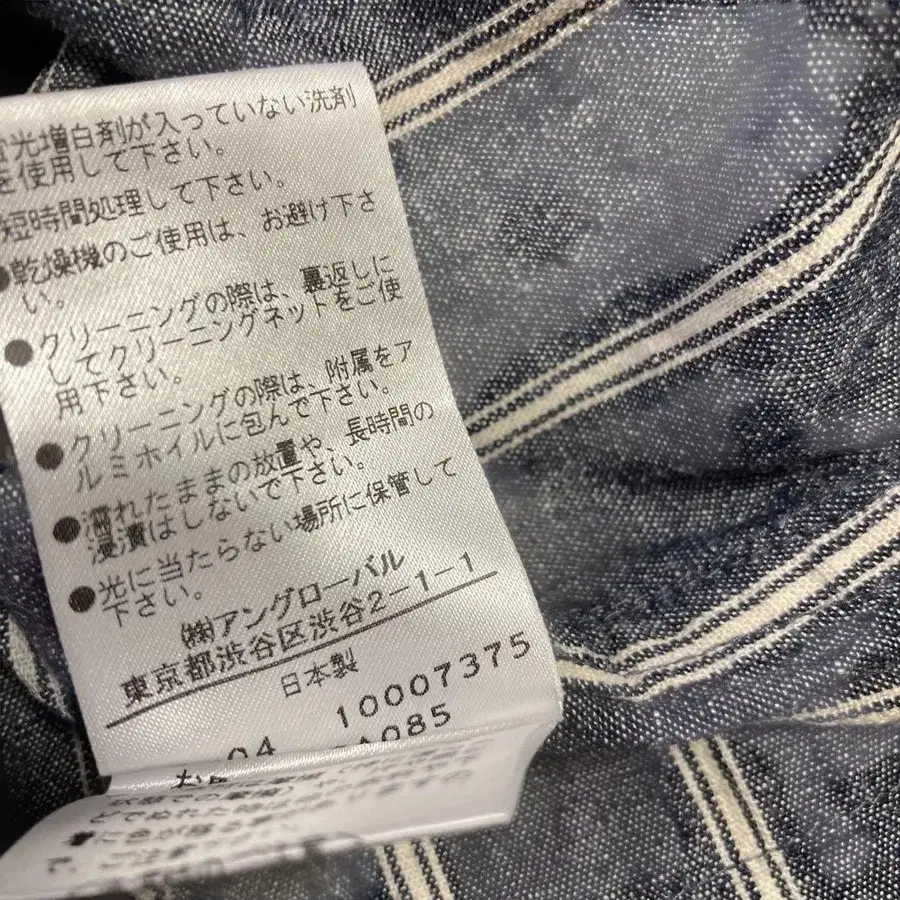 蛍光増白剤が入っていない洗剤
を使用して下さい。
短時間処理して下さい。
●乾燥機のご使用は、お避け下さ
い。
●クリーニングの際は、裏返しに
してクリーニングネットをご使
用下さい。
●クリーニングの際は、附属をア
ルミホイルに包んで下さい。
●濡れたままの放置や、長時間の
浸漬はしないで下さい。
●光に当たらない場所に保管して
下さい。
㈱アングローバル
東京都渋谷区渋谷2-1-1
日本製
04 10007375
A085